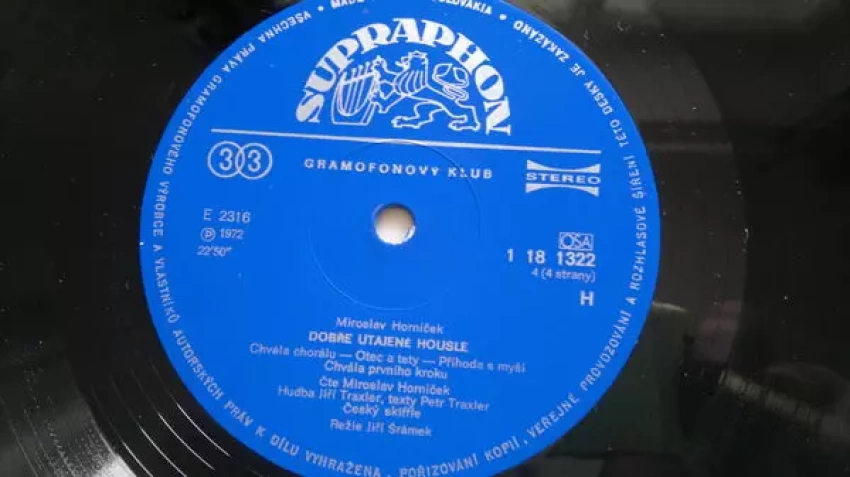 SUPRAPHON
33
GRAMOFONOVÝ KLUB
STEREO
E 2316
℗ 1972
22'50"
OSA
1 18 1322
4 (4 strany)
H
Miroslav Horníček
DOBŘE UTAJENÉ HOUSLE
Chvála chorálu — Otec a tety — Příhoda s myší
Chvála prvního kroku
Čte Miroslav Horníček
Hudba Jiří Traxler, texty Petr Traxler
Český skiffle
Režie Jiří Šrámek
VŠECHNA PRÁVA GRAMOFONOVÉHO VÝROBCE A VLASTNÍKŮ AUTORSKÝCH PRÁV K DÍLU VYHRAŽENA. POŘIZOVÁNÍ KOPIÍ, VEŘEJNÉ PROVOZOVÁNÍ A ROZHLASOVÉ ŠÍŘENÍ TÉTO DESKY JE ZAKÁZÁNO
MADE